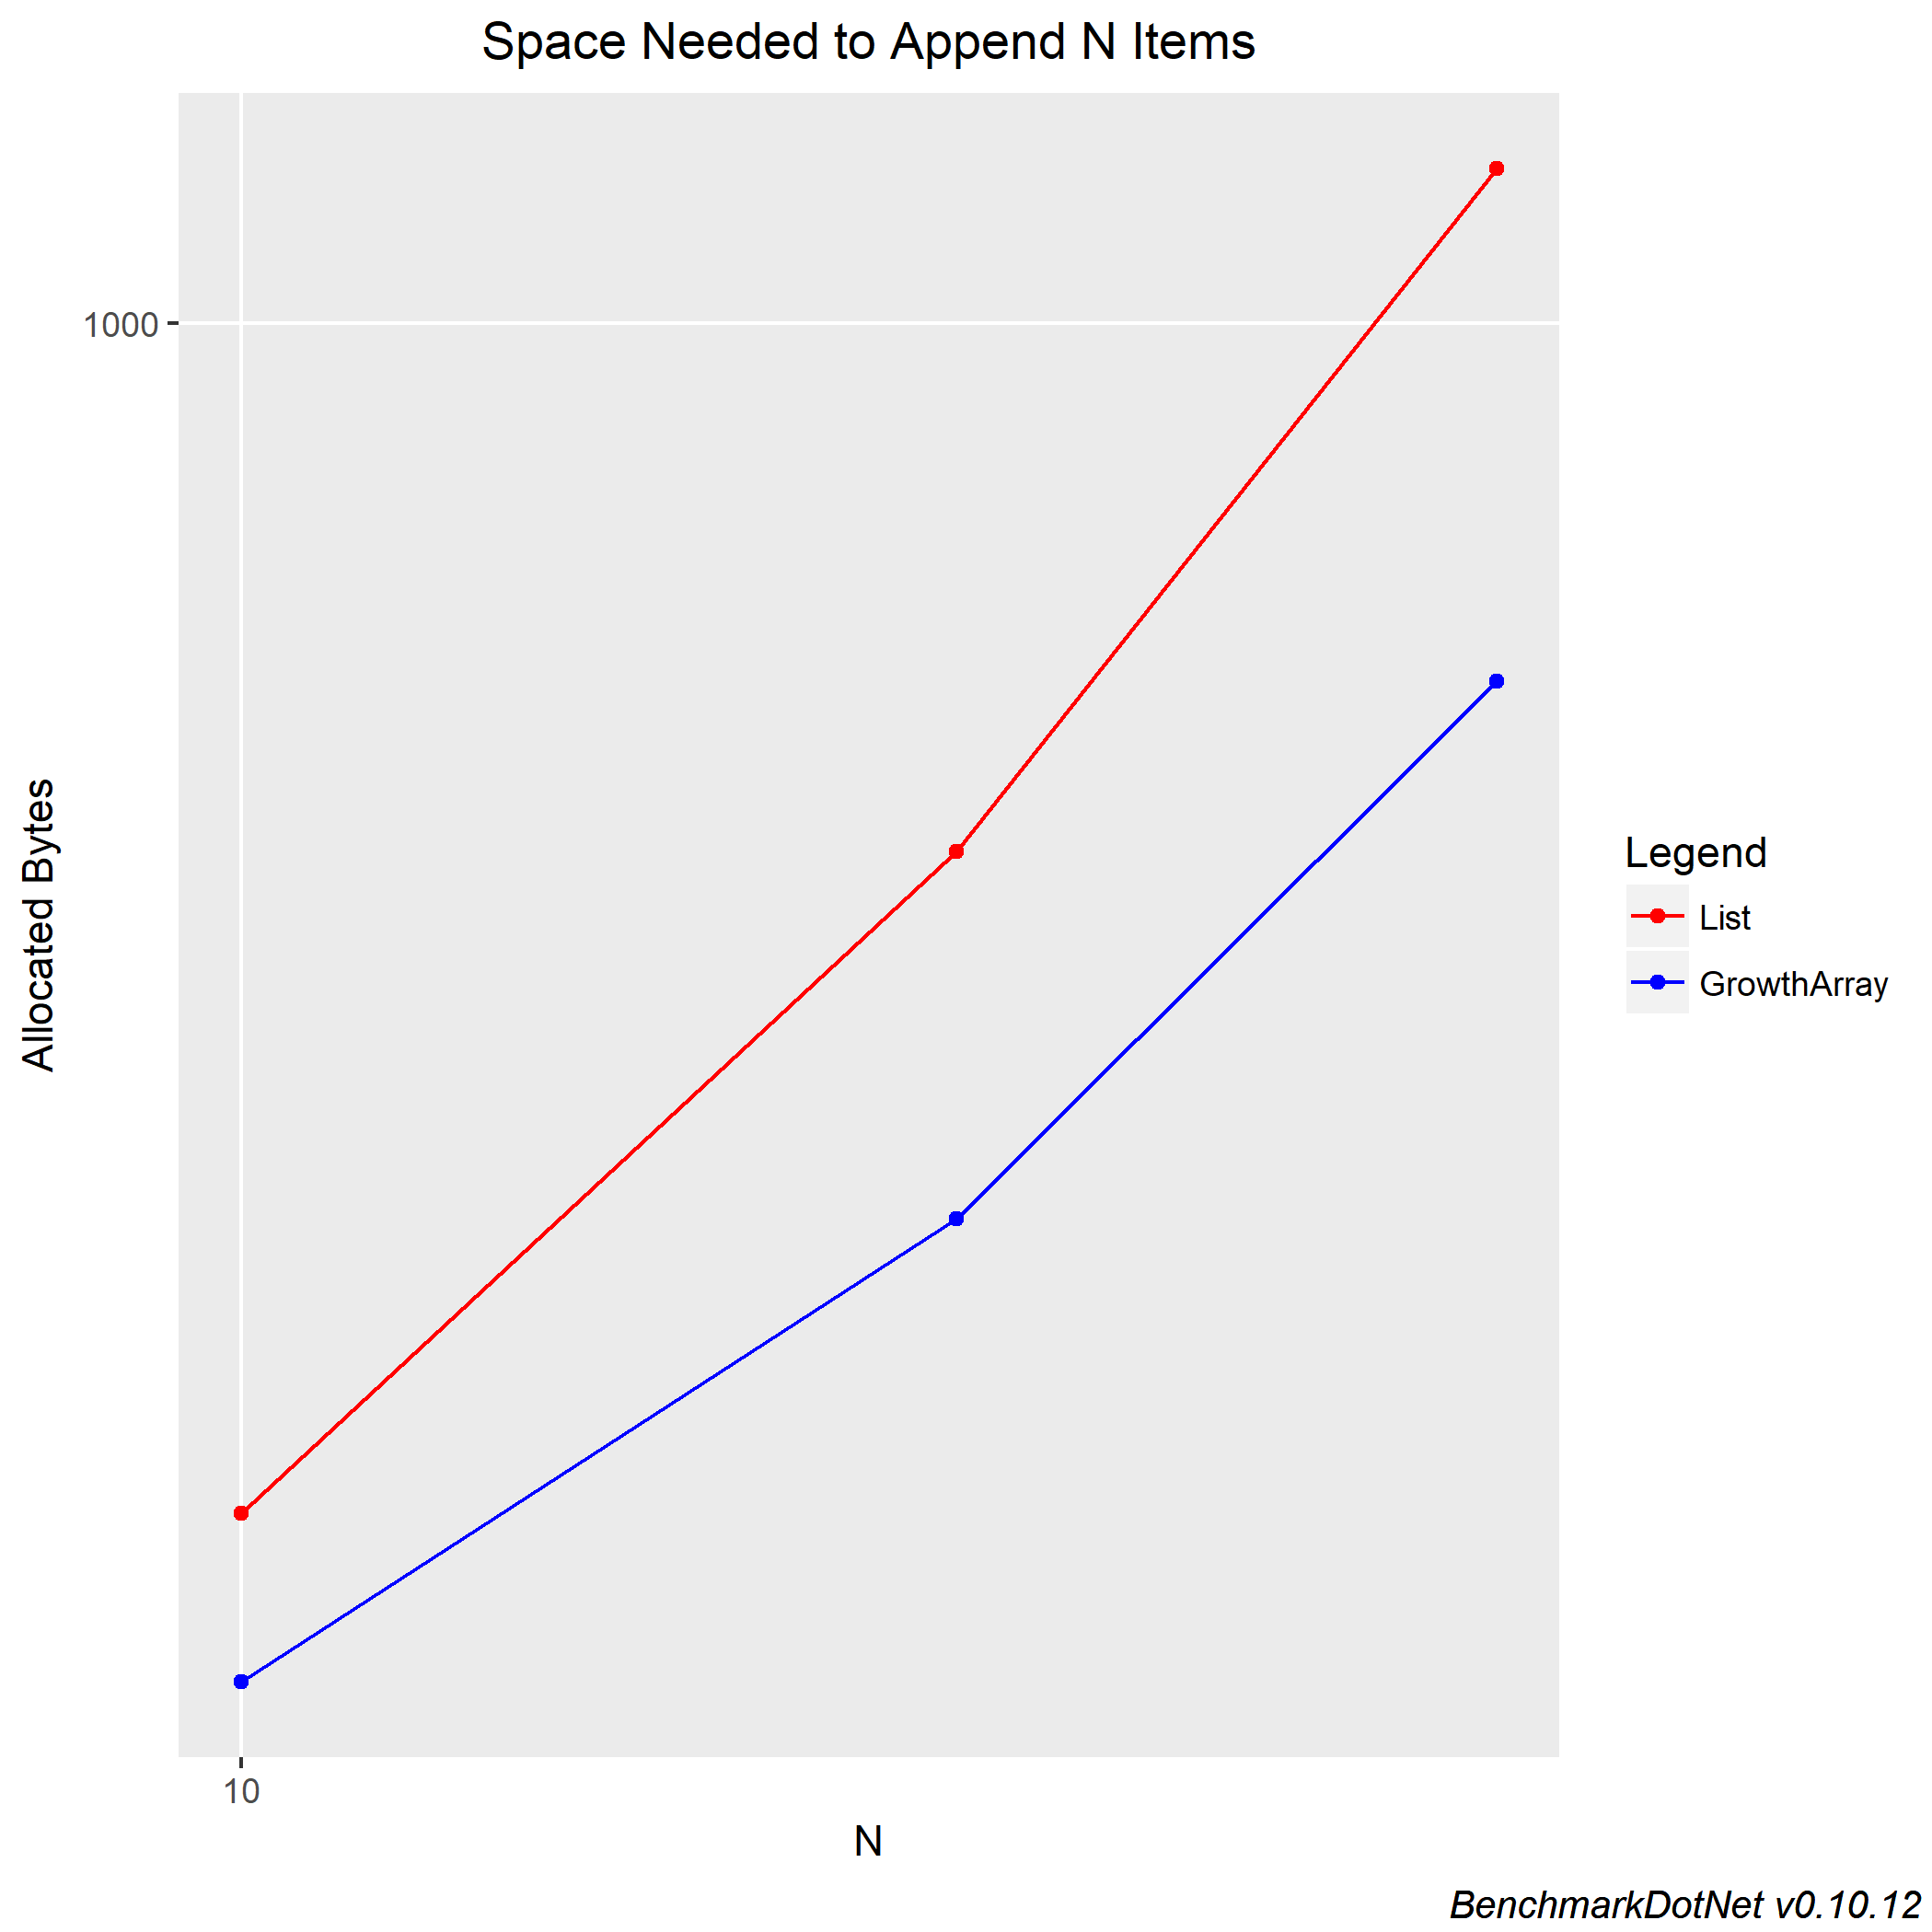 Space Needed to Append N Items
1000
Allocated Bytes
Legend
List
GrowthArray
10
N
BenchmarkDotNet v0.10.12